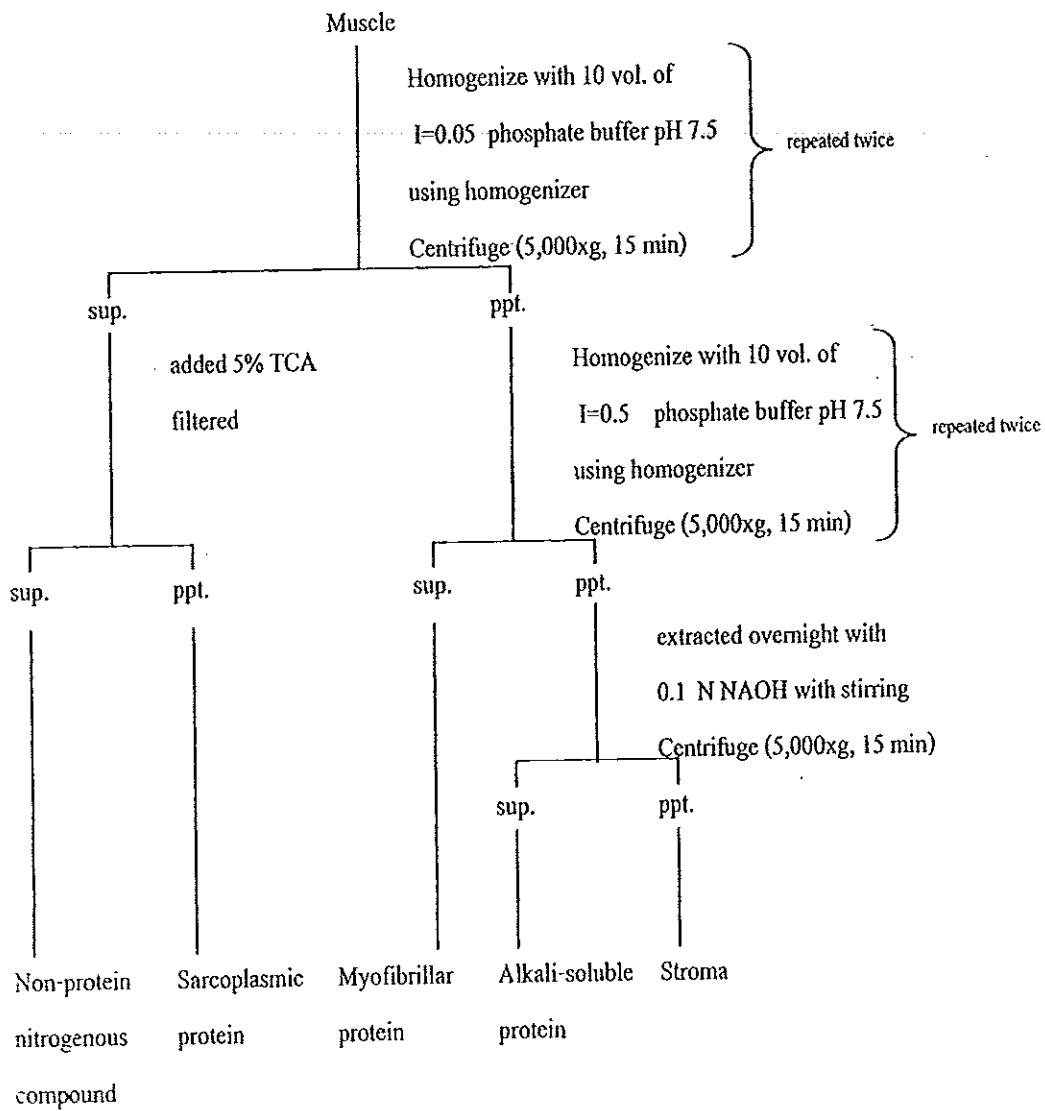 Muscle
Homogenize with 10 vol. of
I=0.05 phosphate buffer pH 7.5
using homogenizer
Centrifuge (5,000xg, 15 min)
repeated twice
sup.
ppt.
added 5% TCA
filtered
Homogenize with 10 vol. of
I=0.5 phosphate buffer pH 7.5
using homogenizer
Centrifuge (5,000xg, 15 min)
repeated twice
sup.
ppt.
sup.
ppt.
extracted overnight with
0.1 N NAOH with stirring
Centrifuge (5,000xg, 15 min)
sup.
ppt.
Non-protein
nitrogenous
compound
Sarcoplasmic
protein
Myofibrillar
protein
Alkali-soluble
protein
Stroma